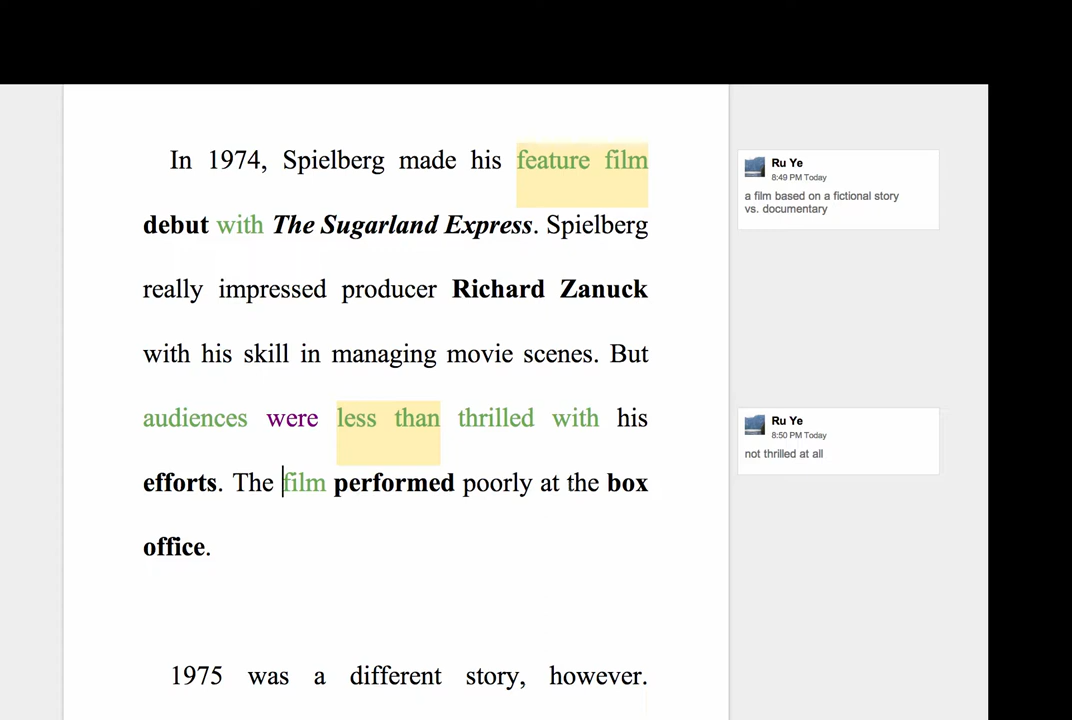 In 1974, Spielberg made his feature film
debut with The Sugarland Express. Spielberg
really impressed producer Richard Zanuck
with his skill in managing movie scenes. But
audiences were less than thrilled with his
efforts. The film performed poorly at the box
office.
1975 was a different story, however.
Ru Ye
8:49 PM Today
a film based on a fictional story
vs. documentary
Ru Ye
8:50 PM Today
not thrilled at all